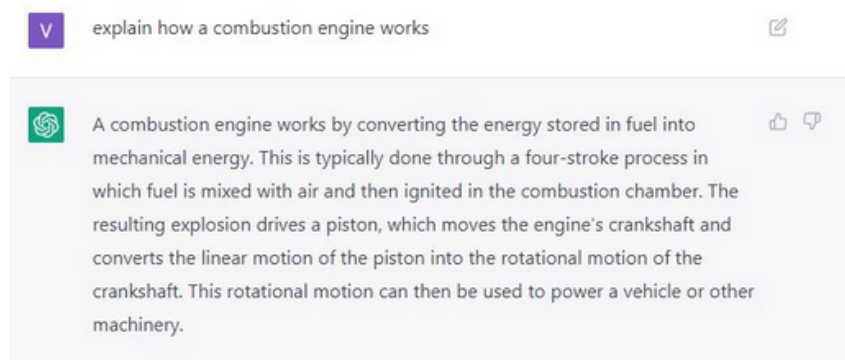 V
explain how a combustion engine works
A combustion engine works by converting the energy stored in fuel into
mechanical energy. This is typically done through a four-stroke process in
which fuel is mixed with air and then ignited in the combustion chamber. The
resulting explosion drives a piston, which moves the engine's crankshaft and
converts the linear motion of the piston into the rotational motion of the
crankshaft. This rotational motion can then be used to power a vehicle or other
machinery.